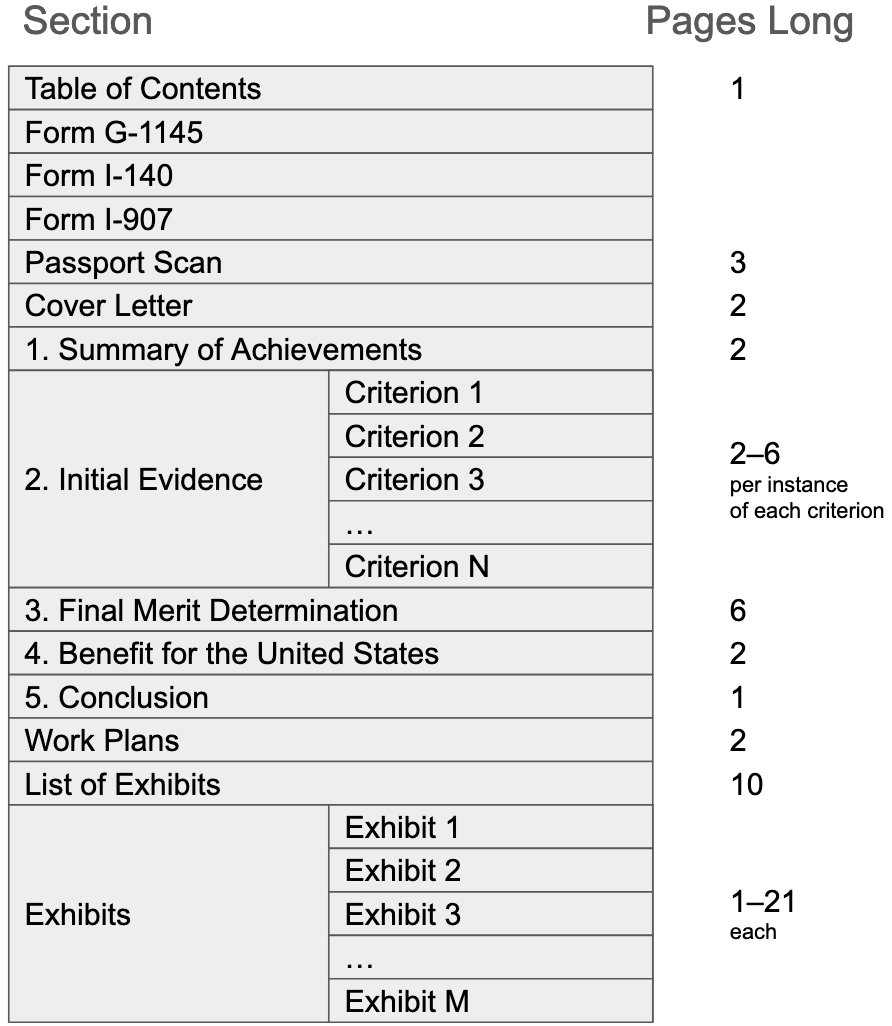 Section Pages Long
Table of Contents 1
Form G-1145
Form I-140
Form I-907
Passport Scan 3
Cover Letter 2
1. Summary of Achievements 2
2. Initial Evidence
Criterion 1
Criterion 2
Criterion 3
...
Criterion N
2–6
per instance
of each criterion
3. Final Merit Determination 6
4. Benefit for the United States 2
5. Conclusion 1
Work Plans 2
List of Exhibits 10
Exhibits
Exhibit 1
Exhibit 2
Exhibit 3
...
Exhibit M
1–21
each